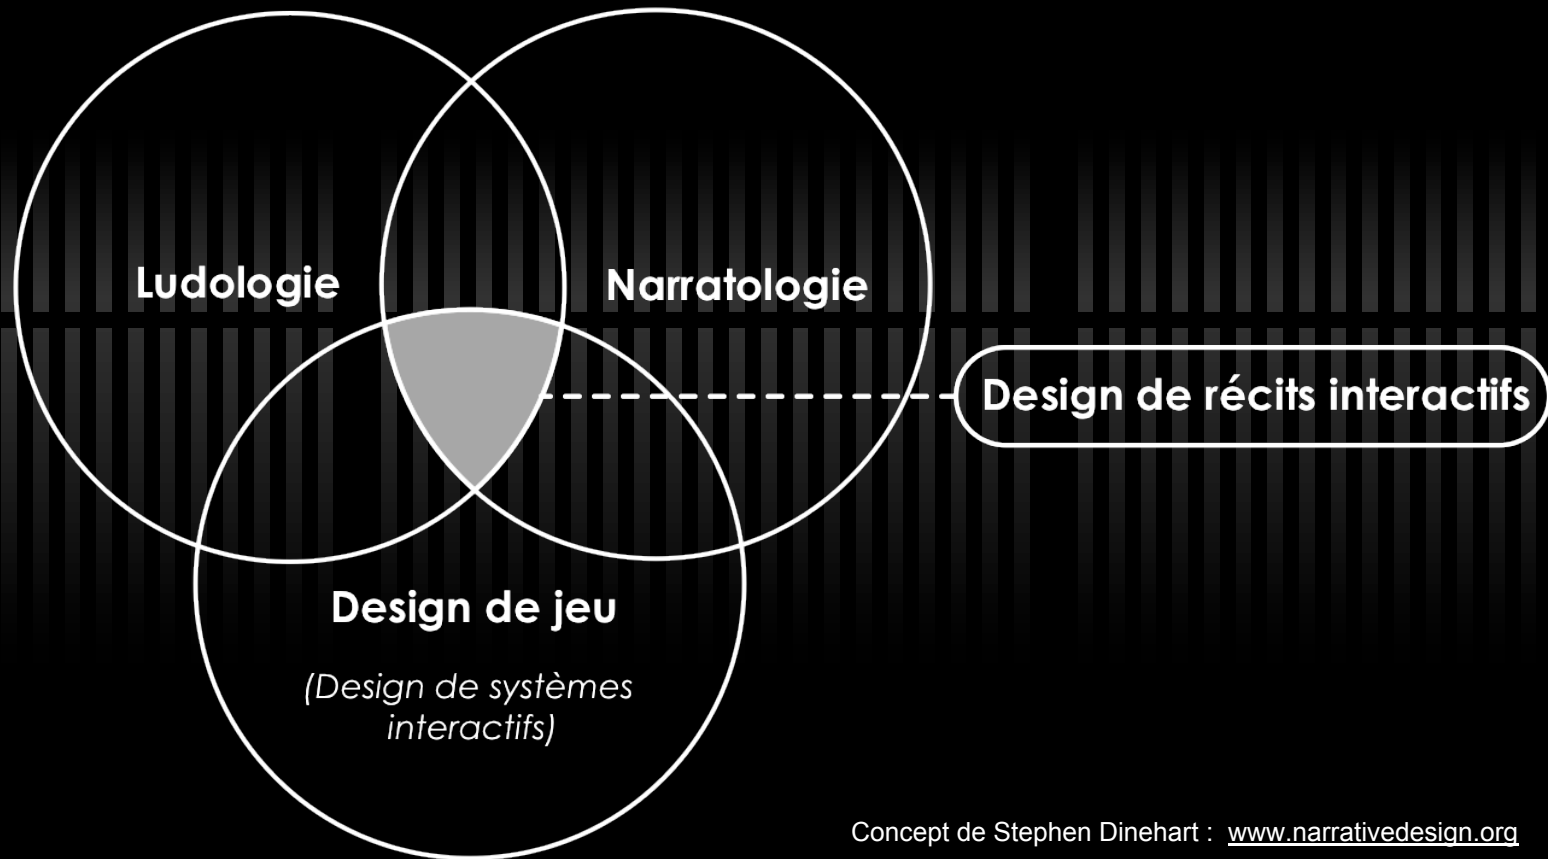 Ludologie
Narratologie
Design de récits interactifs
Design de jeu
(Design de systèmes
interactifs)
Concept de Stephen Dinehart : www.narrativedesign.org